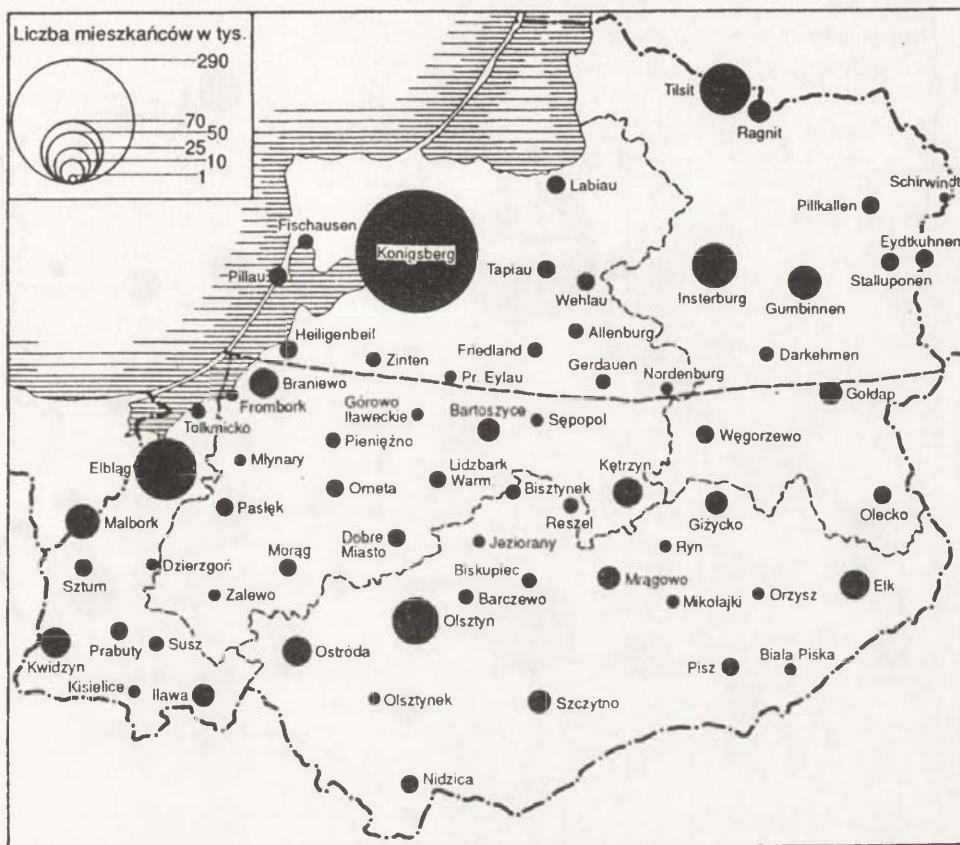 Liczba mieszkańców w tys.
290
70
50
25
10
1
Tilsit
Ragnit
Schirwindt
Labiau
Pillkallen
Fischausen
Konigsberg
Eydtkuhnen
Pillau
Tapiau
Wehlau
Insterburg
Gumbinnen
Stalluponen
Heiligenbeil
Allenburg
Zinten
Friedland
Darkehmen
Gerdauen
Pr. Eylau
Nordenburg
Braniewo
Frombork
Gołdap
Tolkmicko
Górowo
Iławeckie
Bartoszyce
Sępopol
Pieniężno
Węgorzewo
Elbląg
Młynary
Lidzbark
Warm.
Kętrzyn
Orneta
Bisztynek
Pasłęk
Reszel
Giżycko
Olecko
Malbork
Dobre
Miasto
Jeziorany
Ryn
Morąg
Dzierzgoń
Sztum
Biskupiec
Mrągowo
Zalewo
Barczewo
Mikołajki
Orzysz
Ełk
Olsztyn
Prabuty
Susz
Kwidzyn
Ostróda
Pisz
Biała Piska
Kisielice
Iława
Olsztynek
Szczytno
Nidzica